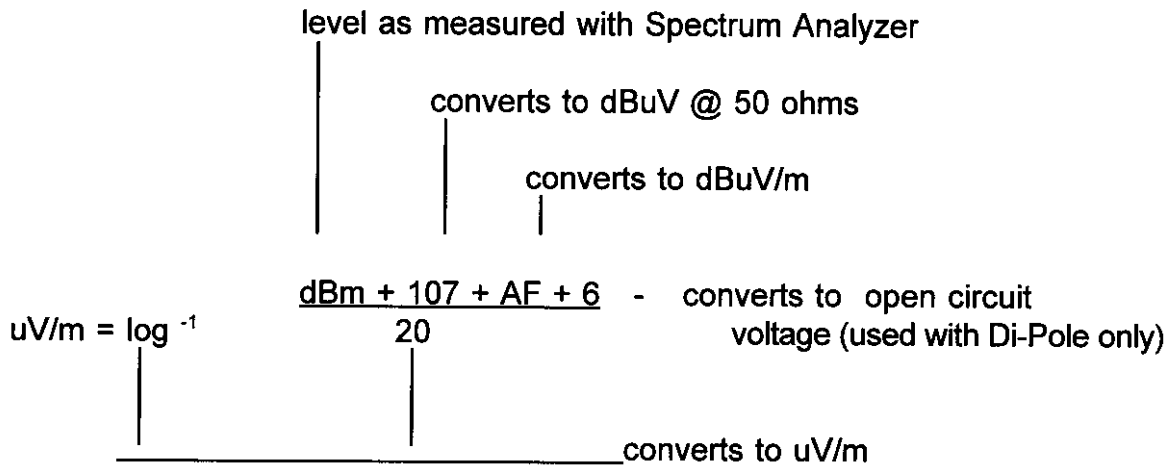 level as measured with Spectrum Analyzer
converts to dBuV @ 50 ohms
converts to dBuV/m
dBm + 107 + AF + 6 - converts to open circuit
uV/m = log -1 20 voltage (used with Di-Pole only)
converts to uV/m